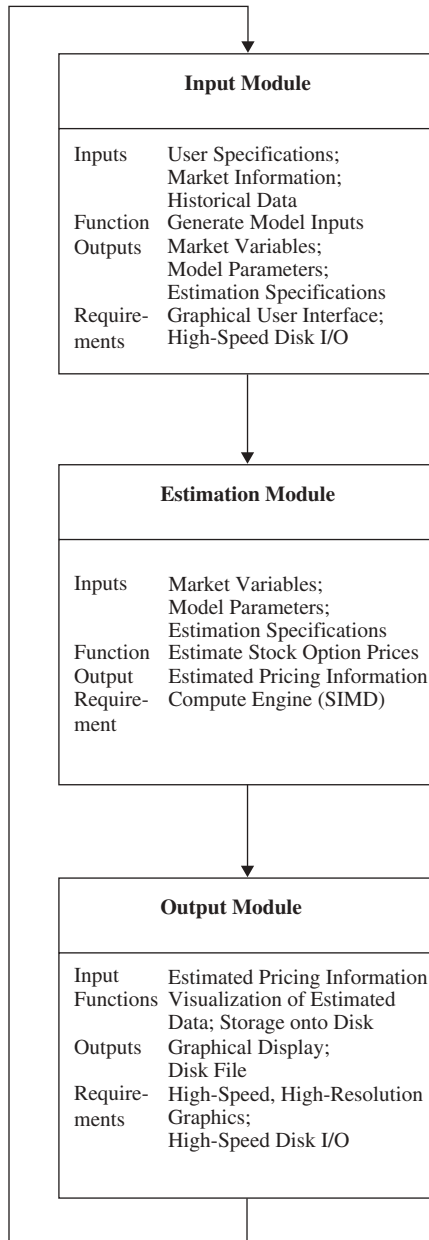 Input Module
Inputs User Specifications;
Market Information;
Historical Data
Function Generate Model Inputs
Outputs Market Variables;
Model Parameters;
Estimation Specifications
Require- Graphical User Interface;
ments High-Speed Disk I/O
Estimation Module
Inputs Market Variables;
Model Parameters;
Estimation Specifications
Function Estimate Stock Option Prices
Output Estimated Pricing Information
Require- Compute Engine (SIMD)
ment
Output Module
Input Estimated Pricing Information
Functions Visualization of Estimated
Data; Storage onto Disk
Outputs Graphical Display;
Disk File
Require- High-Speed, High-Resolution
ments Graphics;
High-Speed Disk I/O